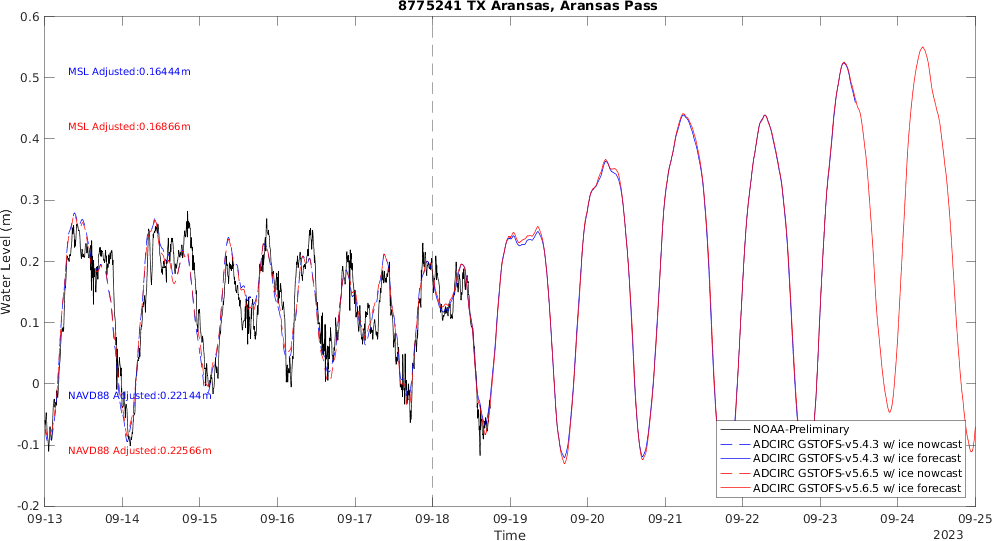 8775241 TX Aransas, Aransas Pass
0.6
0.5
0.4
0.3
0.2
0.1
0
-0.1
-0.2
Water Level (m)
MSL Adjusted:0.16444m
MSL Adjusted:0.16866m
NAVD88 Adjusted:0.22144m
NAVD88 Adjusted:0.22566m
NOAA-Preliminary
ADCIRC GSTOFS-v5.4.3 w/ ice nowcast
ADCIRC GSTOFS-v5.4.3 w/ ice forecast
ADCIRC GSTOFS-v5.6.5 w/ ice nowcast
ADCIRC GSTOFS-v5.6.5 w/ ice forecast
09-13 09-14 09-15 09-16 09-17 09-18 09-19 09-20 09-21 09-22 09-23 09-24 09-25
Time
2023